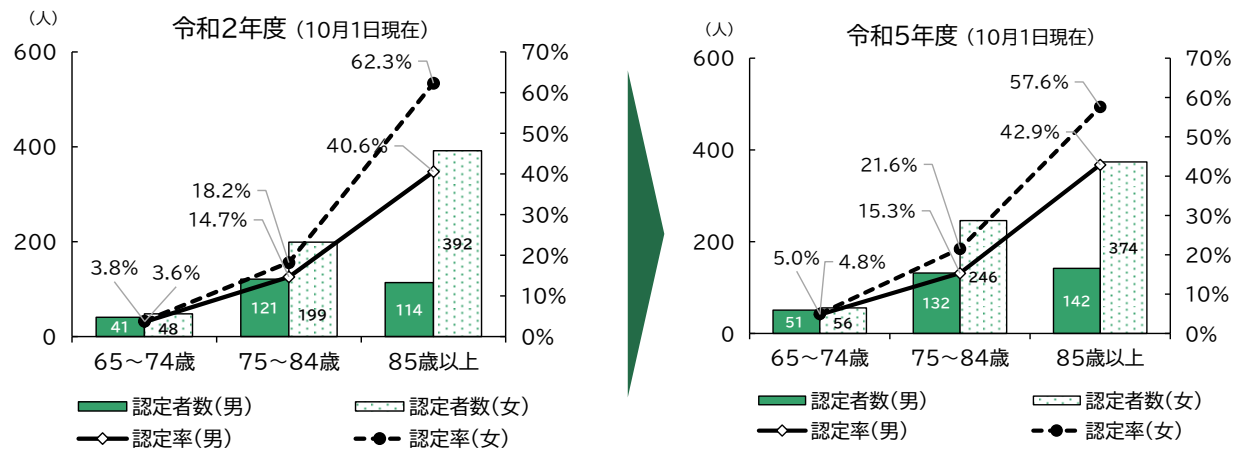 令和2年度（10月1日現在）
（人）
600
400
200
0
70%
60%
50%
40%
30%
20%
10%
0%
62.3%
40.6%
18.2%
14.7%
3.8%
3.6%
41
48
121
199
114
392
65～74歳
75～84歳
85歳以上
認定者数(男)
認定者数(女)
認定率(男)
認定率(女)
令和5年度（10月1日現在）
（人）
600
400
200
0
70%
60%
50%
40%
30%
20%
10%
0%
57.6%
42.9%
21.6%
15.3%
5.0%
4.8%
51
56
132
246
142
374
65～74歳
75～84歳
85歳以上
認定者数(男)
認定者数(女)
認定率(男)
認定率(女)